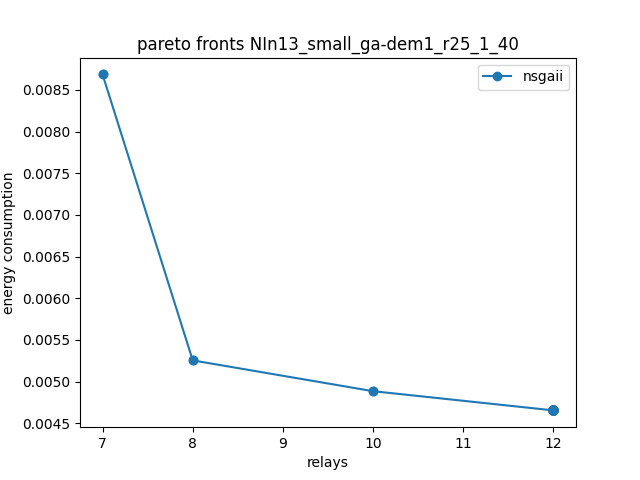 pareto fronts NIn13_small_ga-dem1_r25_1_40
nsgaii
0.0085
0.0080
0.0075
0.0070
0.0065
0.0060
0.0055
0.0050
0.0045
energy consumption
7 8 9 10 11 12
relays